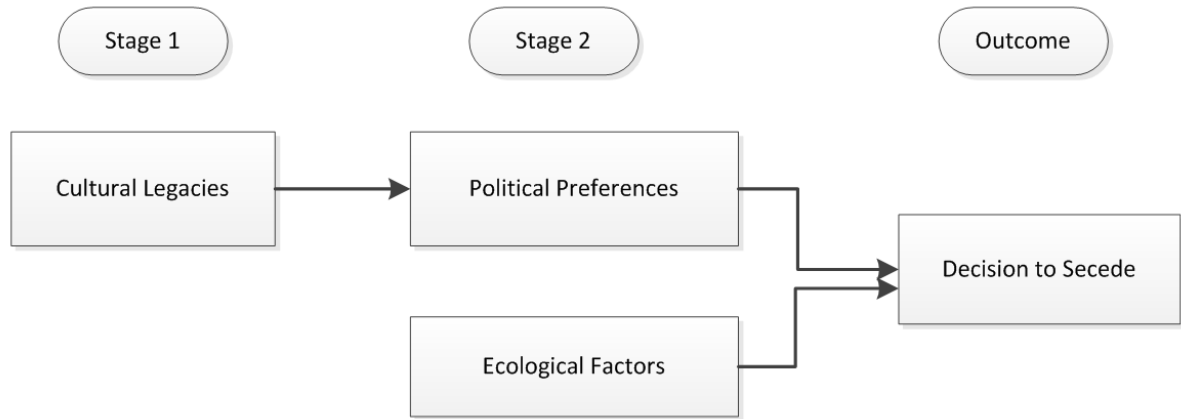 Stage 1
Stage 2
Outcome
Cultural Legacies
Political Preferences
Decision to Secede
Ecological Factors